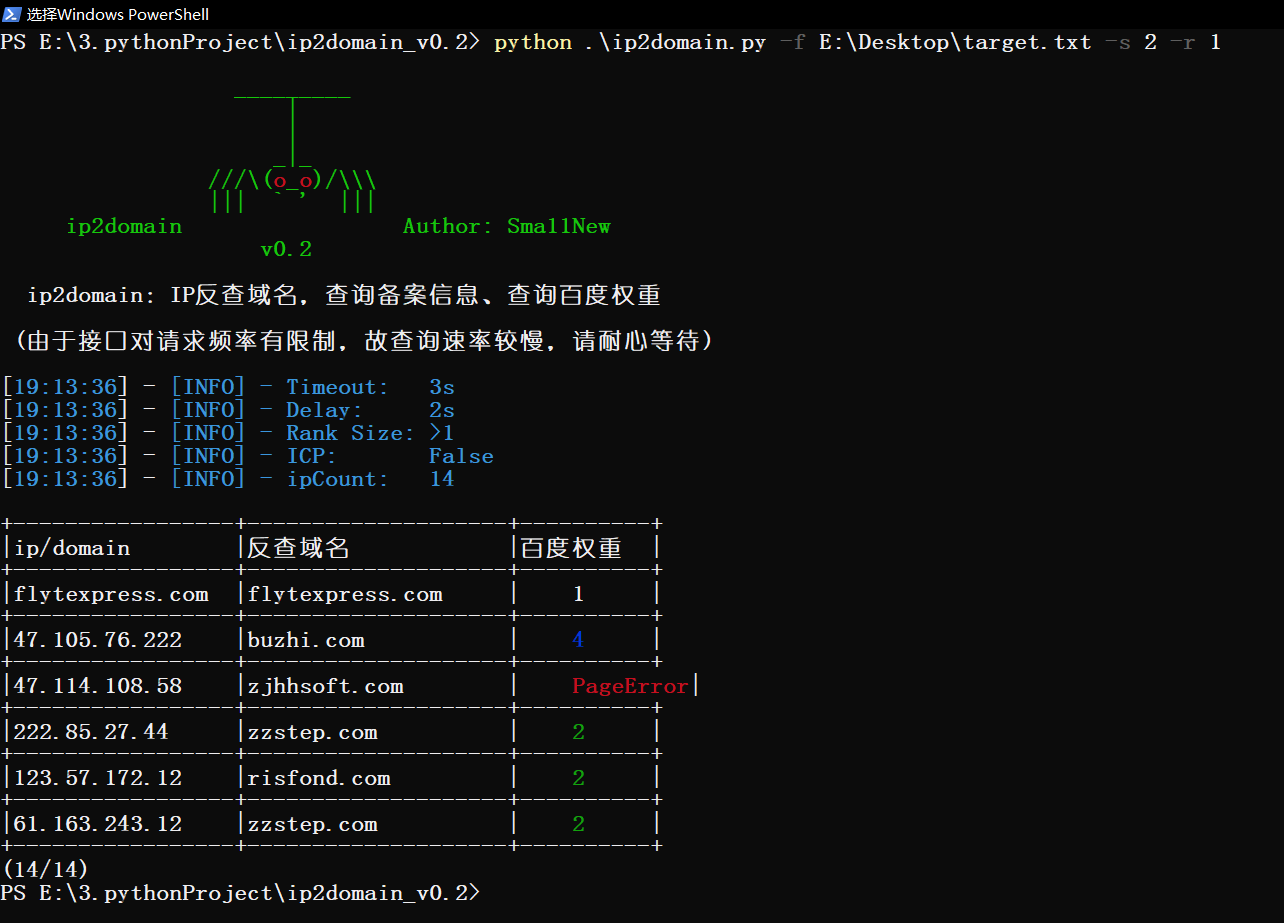 选择Windows PowerShell
PS E:\3.pythonProject\ip2domain_v0.2> python .\ip2domain.py -f E:\Desktop\target.txt -s 2 -r 1
_________
|
|
|
_|_
///\(o_o)/\\\
|||  ` '  |||
ip2domain Author: SmallNew
v0.2
ip2domain: IP反查域名，查询备案信息、查询百度权重
(由于接口对请求频率有限制，故查询速率较慢，请耐心等待)
[19:13:36] - [INFO] - Timeout:   3s
[19:13:36] - [INFO] - Delay:     2s
[19:13:36] - [INFO] - Rank Size: >1
[19:13:36] - [INFO] - ICP:       False
[19:13:36] - [INFO] - ipCount:   14
+-----------------+--------------------+----------+
|ip/domain        |反查域名            |百度权重  |
+-----------------+--------------------+----------+
|flytexpress.com  |flytexpress.com     |    1     |
+-----------------+--------------------+----------+
|47.105.76.222    |buzhi.com           |    4     |
+-----------------+--------------------+----------+
|47.114.108.58    |zjhhsoft.com        |    PageError|
+-----------------+--------------------+----------+
|222.85.27.44     |zzstep.com          |    2     |
+-----------------+--------------------+----------+
|123.57.172.12    |risfond.com         |    2     |
+-----------------+--------------------+----------+
|61.163.243.12    |zzstep.com          |    2     |
+-----------------+--------------------+----------+
(14/14)
PS E:\3.pythonProject\ip2domain_v0.2>